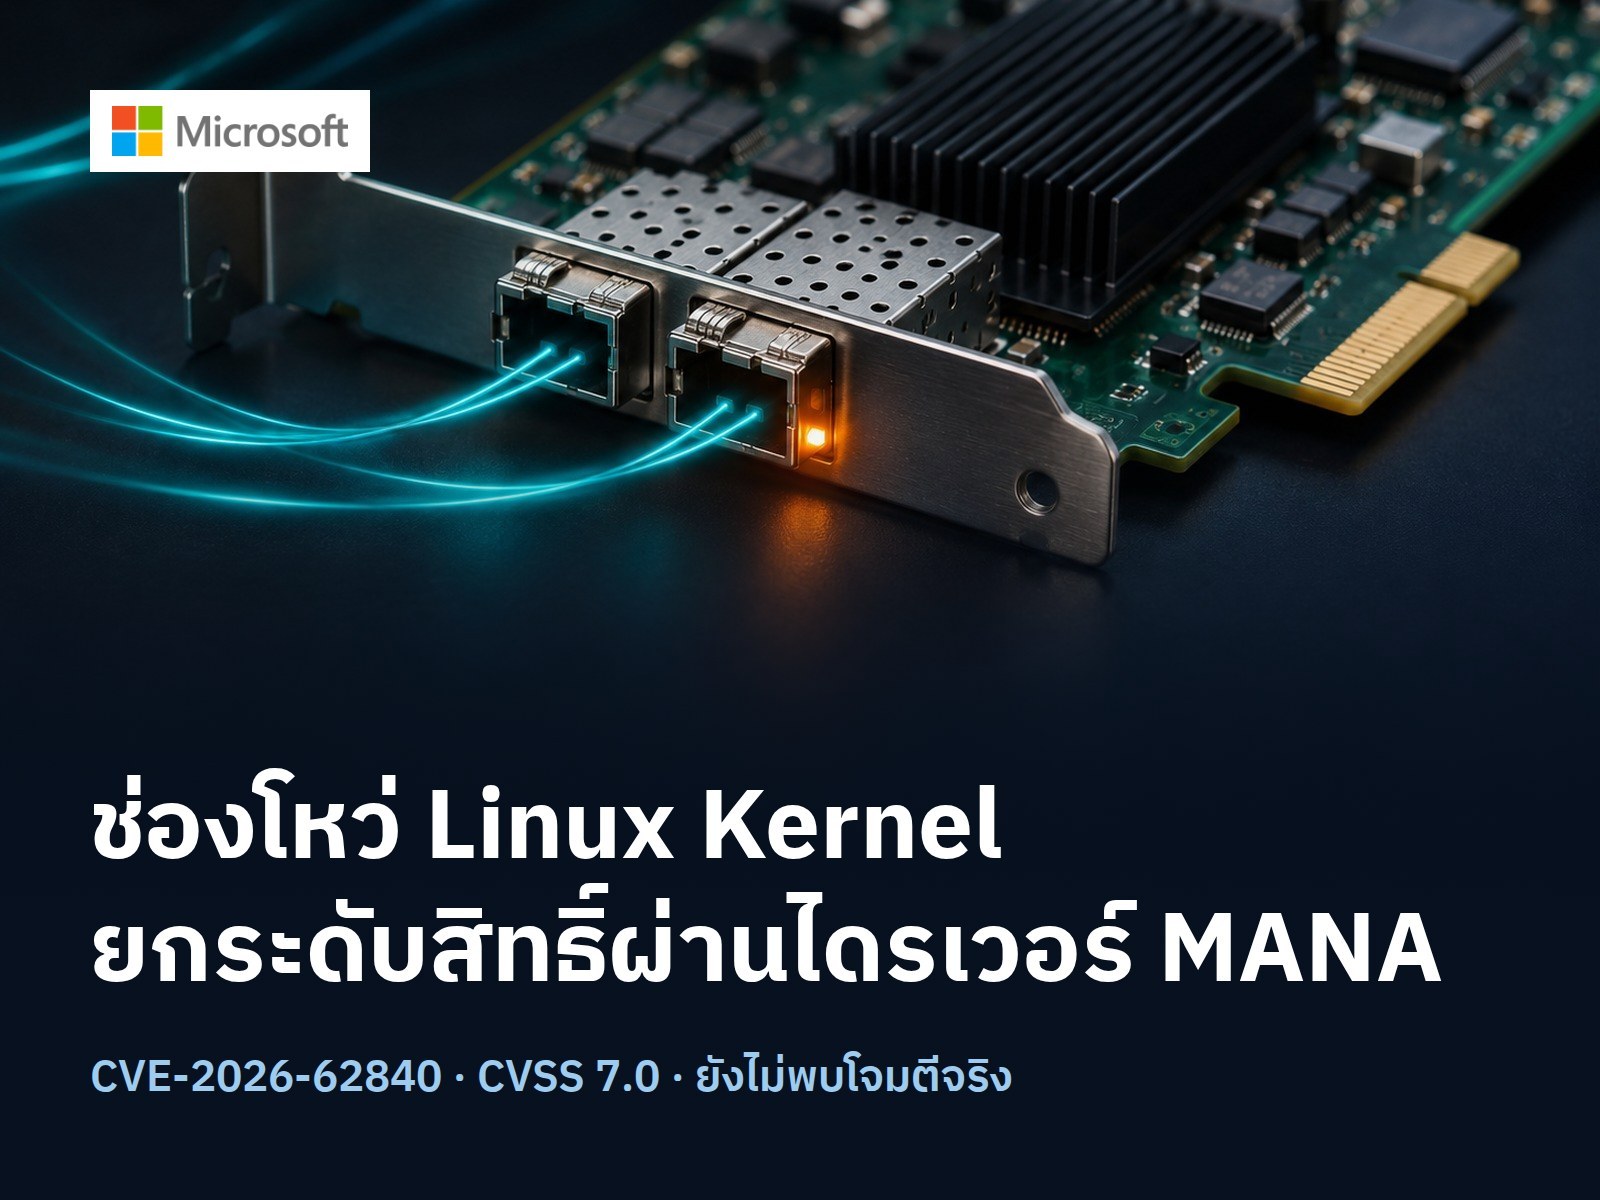 Microsoft
ช่องโหว่ Linux Kernel
ยกระดับสิทธิ์ผ่านไดรเวอร์ MANA
CVE-2026-62840 · CVSS 7.0 · ยังไม่พบโจมตีจริง